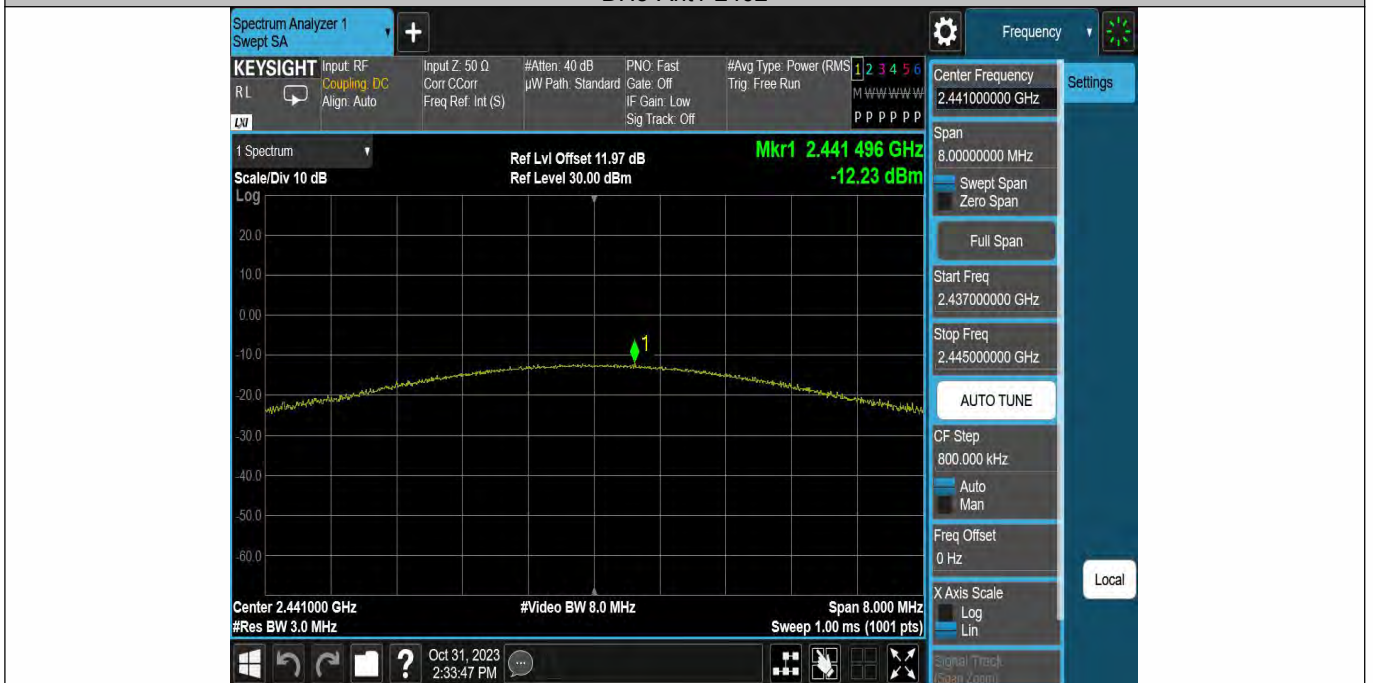 Spectrum Analyzer 1
Swept SA
+
Frequency
KEYSIGHT
RL
LXI
Input: RF
Coupling: DC
Align: Auto
Input Z: 50 Ω
Corr CCorr
Freq Ref: Int (S)
#Atten: 40 dB
µW Path: Standard
PNO: Fast
Gate: Off
IF Gain: Low
Sig Track: Off
#Avg Type: Power (RMS
Trig: Free Run
1 2 3 4 5 6
M W W W W W
P P P P P P
Center Frequency
2.441000000 GHz
Settings
Span
8.00000000 MHz
Swept Span
Zero Span
Full Span
Start Freq
2.437000000 GHz
Stop Freq
2.445000000 GHz
AUTO TUNE
CF Step
800.000 kHz
Auto
Man
Freq Offset
0 Hz
X Axis Scale
Log
Lin
Signal Track
(Span Zoom)
Local
1 Spectrum
Scale/Div 10 dB
Log
Ref Lvl Offset 11.97 dB
Ref Level 30.00 dBm
Mkr1 2.441 496 GHz
-12.23 dBm
20.0
10.0
0.00
-10.0
-20.0
-30.0
-40.0
-50.0
-60.0
1
Center 2.441000 GHz
#Res BW 3.0 MHz
#Video BW 8.0 MHz
Span 8.000 MHz
Sweep 1.00 ms (1001 pts)
?
Oct 31, 2023
2:33:47 PM